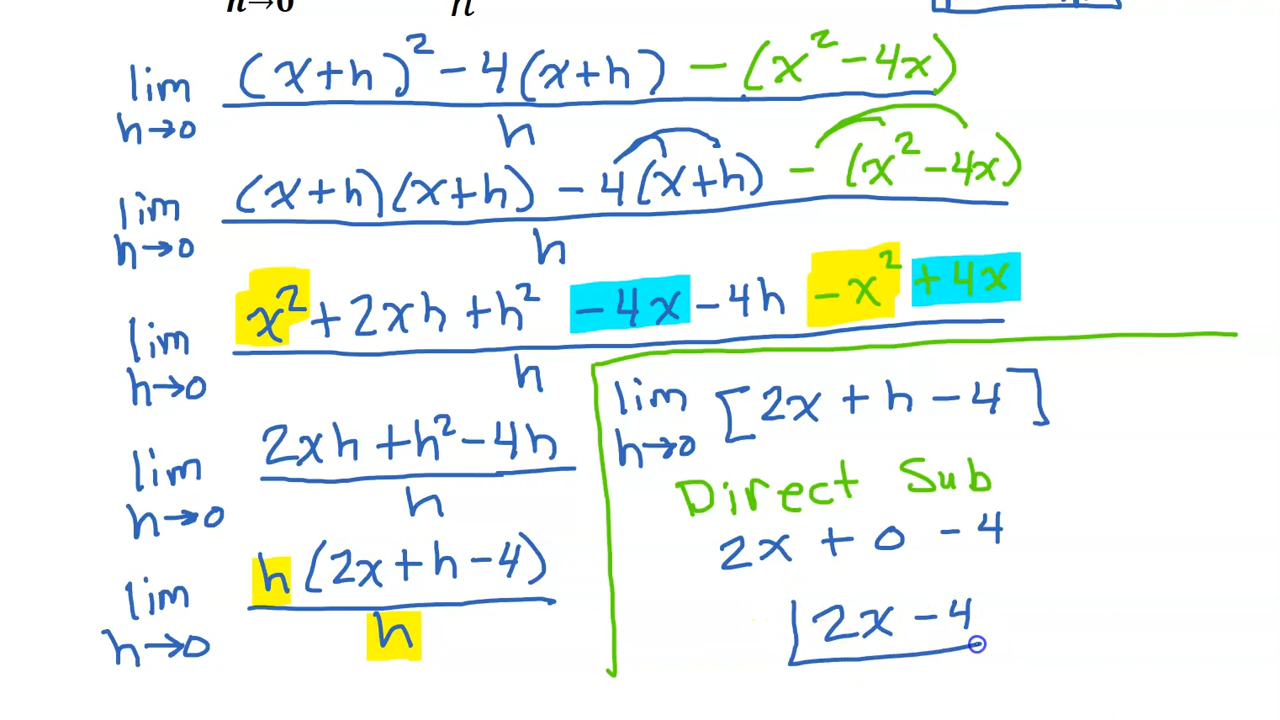 h→0 h
lim h→0 (x+h)² - 4(x+h) - (x² - 4x) / h
lim h→0 (x+h)(x+h) - 4(x+h) - (x² - 4x) / h
lim h→0 x² + 2xh + h² - 4x - 4h - x² + 4x / h
lim h→0 2xh + h² - 4h / h
lim h→0 h(2x + h - 4) / h
lim h→0 [2x + h - 4]
Direct Sub
2x + 0 - 4
2x - 4